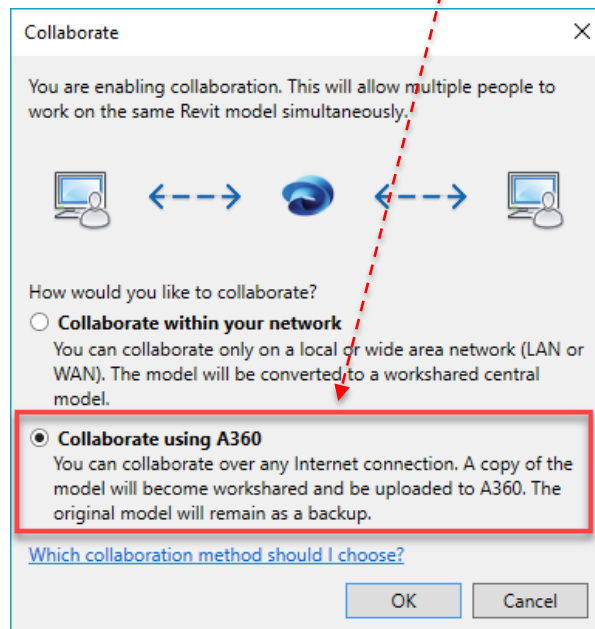 Collaborate
You are enabling collaboration. This will allow multiple people to
work on the same Revit model simultaneously.
How would you like to collaborate?
Collaborate within your network
You can collaborate only on a local or wide area network (LAN or
WAN). The model will be converted to a workshared central
model.
Collaborate using A360
You can collaborate over any Internet connection. A copy of the
model will become workshared and be uploaded to A360. The
original model will remain as a backup.
Which collaboration method should I choose?
OK Cancel